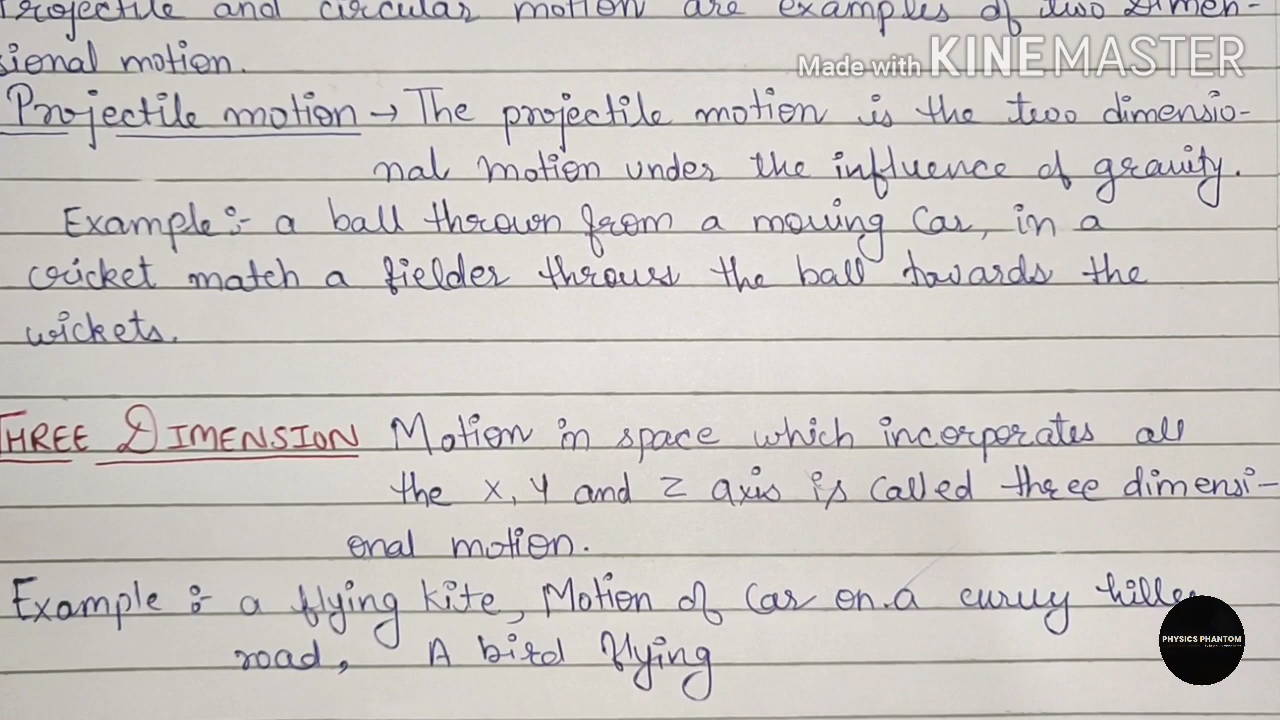 Projectile and circular motion are examples of two Dimen-
sional motion.
Made with KINEMASTER
Projectile motion → The projectile motion is the two dimensio-
nal motion under the influence of gravity.
Example :- a ball thrown from a moving Car, in a
cricket match a fielder throws the ball towards the
wickets.
THREE DIMENSION Motion in space which incorporates all
the X, Y and Z axis is called three dimensi-
onal motion.
Example :- a flying kite, Motion of Car on a curvy
road, A bird flying
PHYSICS PHANTOM